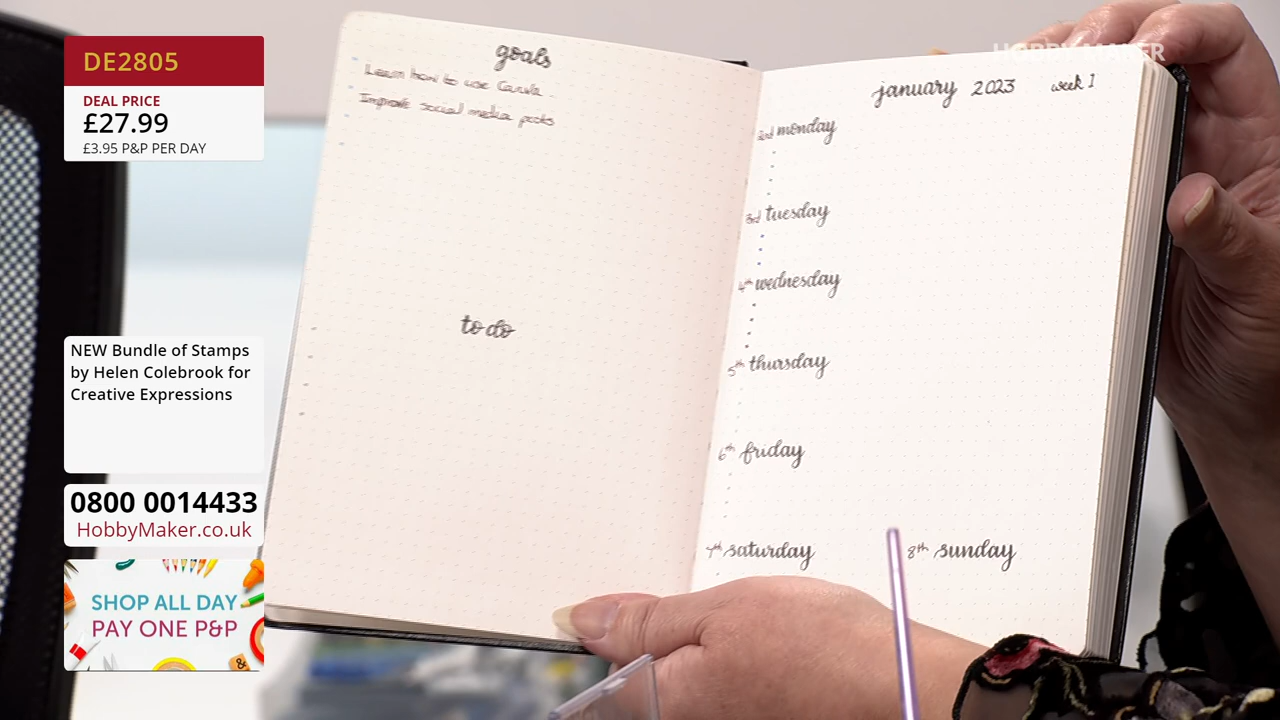 DE2805
DEAL PRICE
£27.99
£3.95 P&P PER DAY
NEW Bundle of Stamps
by Helen Colebrook for
Creative Expressions
0800 0014433
HobbyMaker.co.uk
SHOP ALL DAY
PAY ONE P&P
&
HOBBY MAKER
goals
Learn how to use Canva
Improve social media posts
to do
january 2023 week 1
2nd monday
3rd tuesday
4th wednesday
5th thursday
6th friday
7th saturday 8th sunday